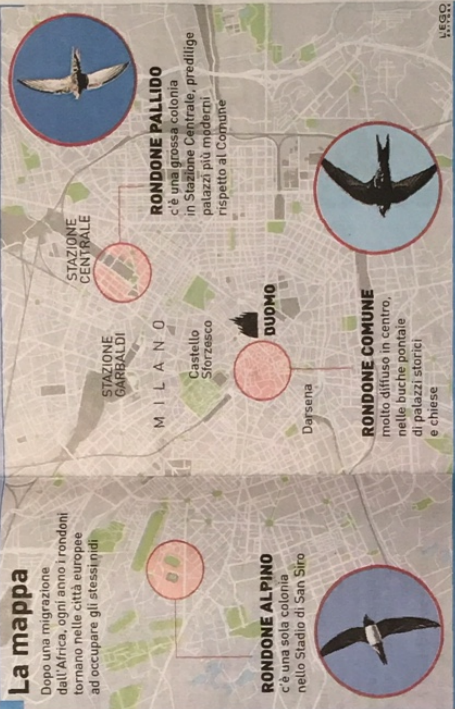 La mappa
Dopo una migrazione
dall'Africa, ogni anno i rondoni
tornano nelle città europee
ad occupare gli stessi nidi
RONDONE ALPINO
c'è una sola colonia
nello Stadio di San Siro
STAZIONE
GARIBALDI
STAZIONE
CENTRALE
MILANO
Castello
Sforzesco
DUOMO
Darsena
RONDONE PALLIDO
c'è una grossa colonia
in Stazione Centrale, predilige
palazzi più moderni
rispetto al Comune
RONDONE COMUNE
molto diffuso in centro,
nelle buche pontaie
di palazzi storici
e chiese
L'EGO